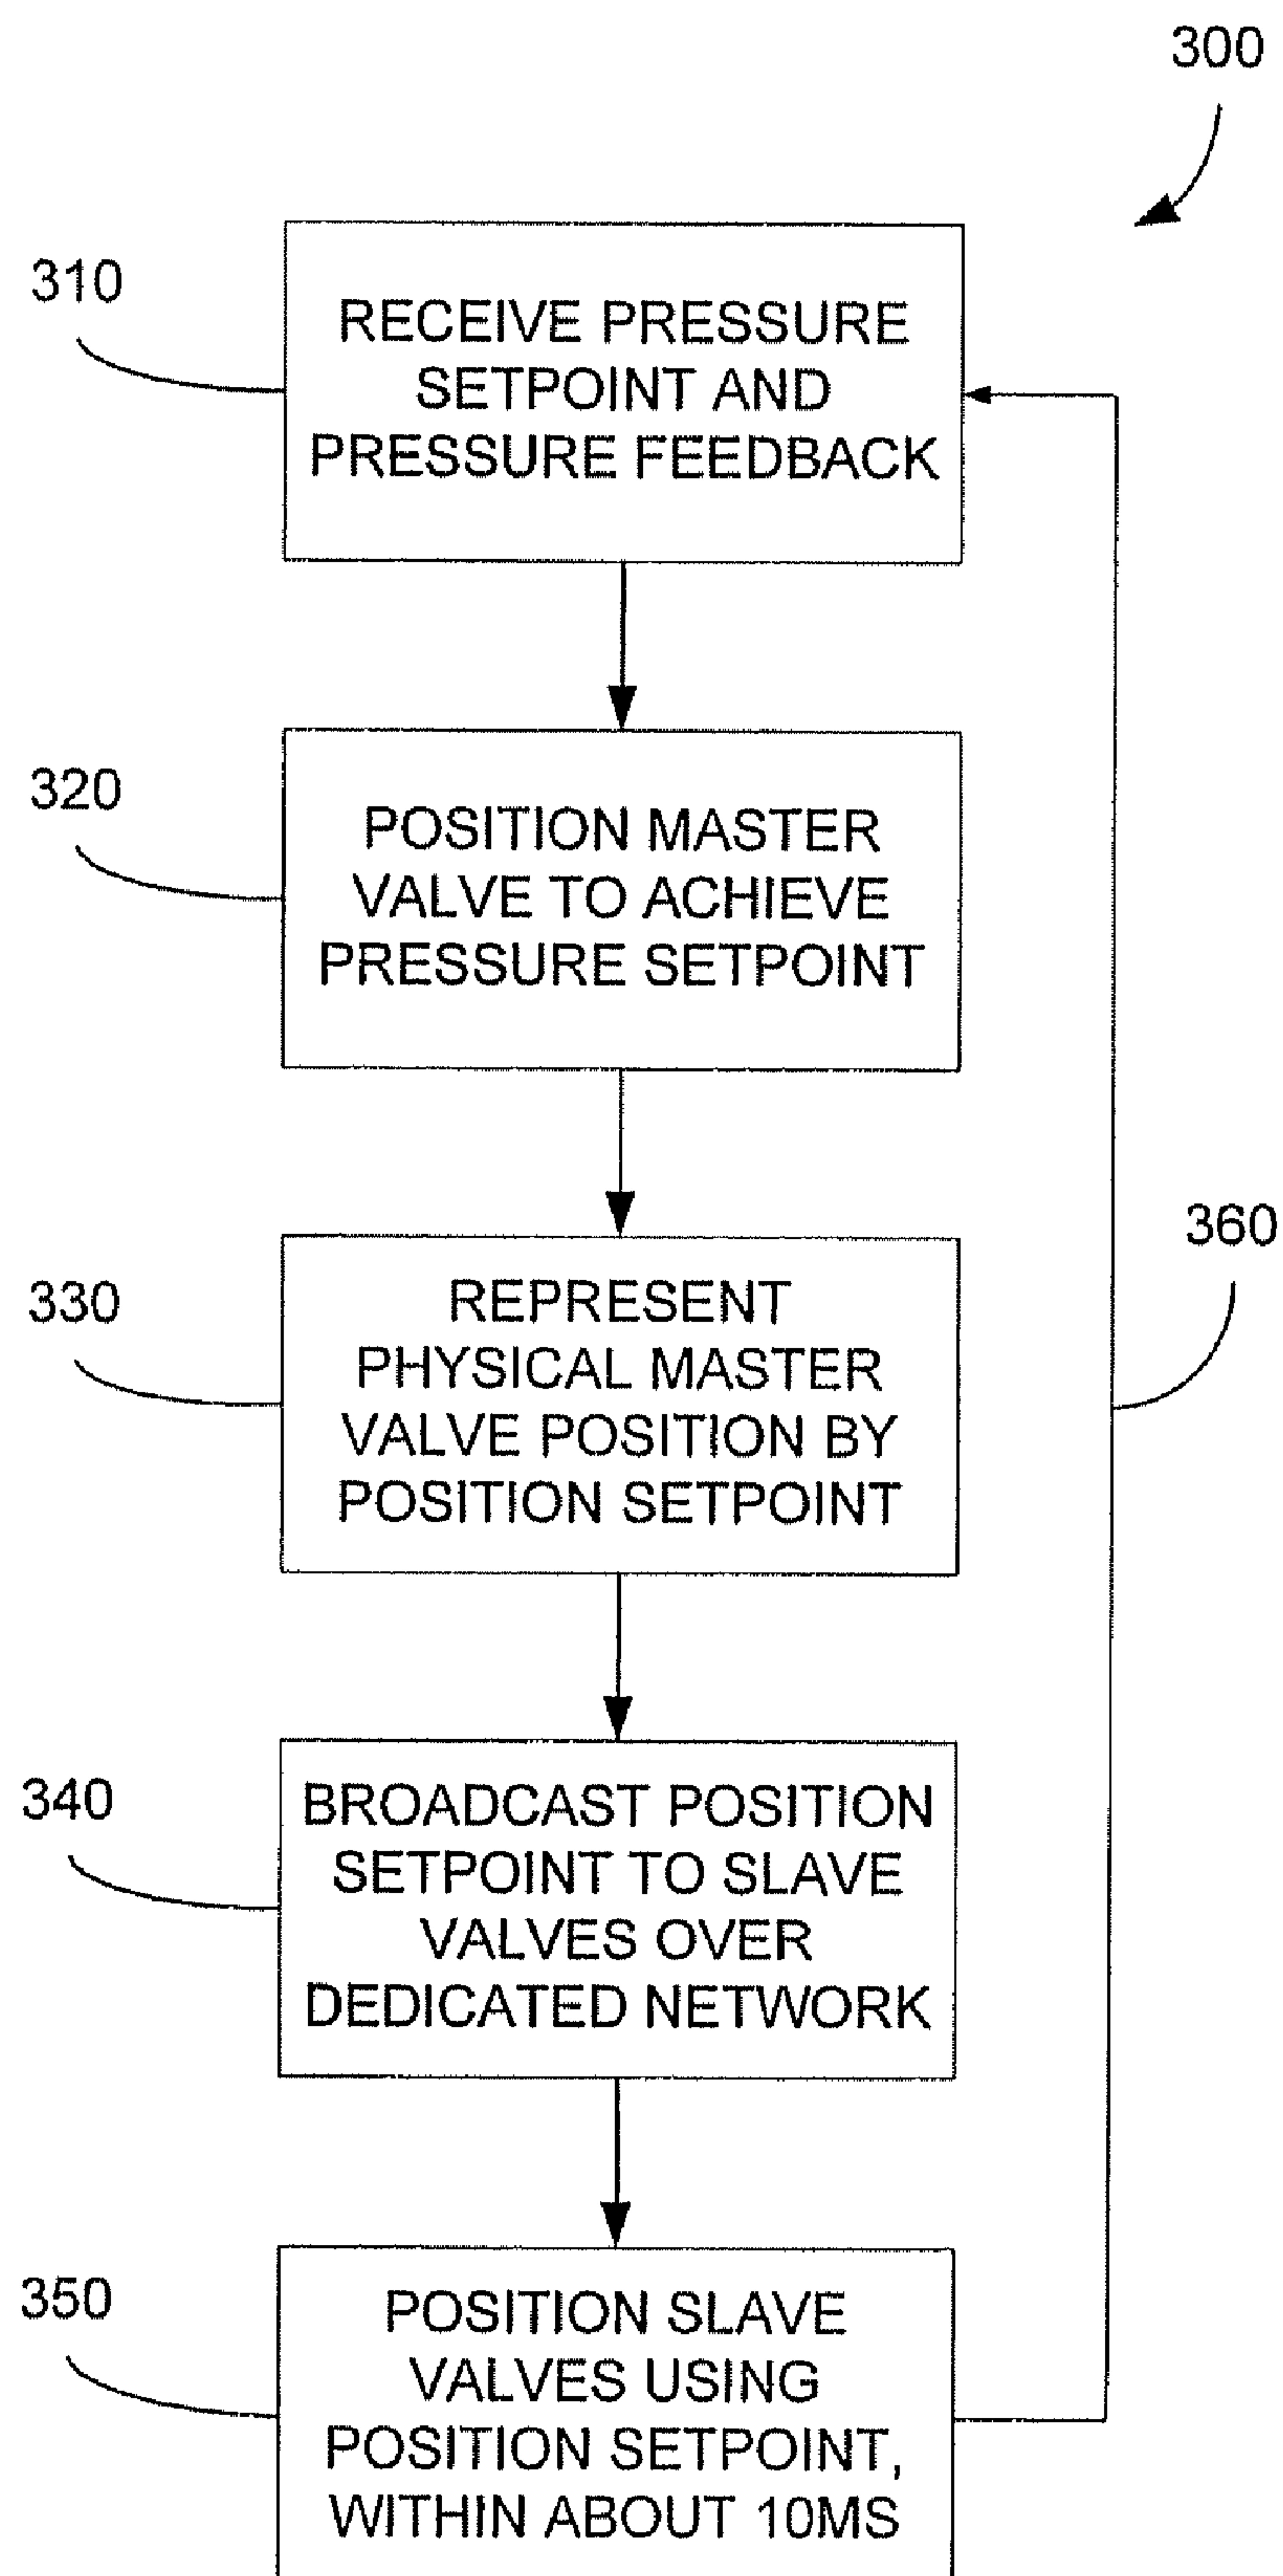 300
310
RECEIVE PRESSURE
SETPOINT AND
PRESSURE FEEDBACK
320
POSITION MASTER
VALVE TO ACHIEVE
PRESSURE SETPOINT
330
REPRESENT
PHYSICAL MASTER
VALVE POSITION BY
POSITION SETPOINT
360
340
BROADCAST POSITION
SETPOINT TO SLAVE
VALVES OVER
DEDICATED NETWORK
350
POSITION SLAVE
VALVES USING
POSITION SETPOINT,
WITHIN ABOUT 10MS